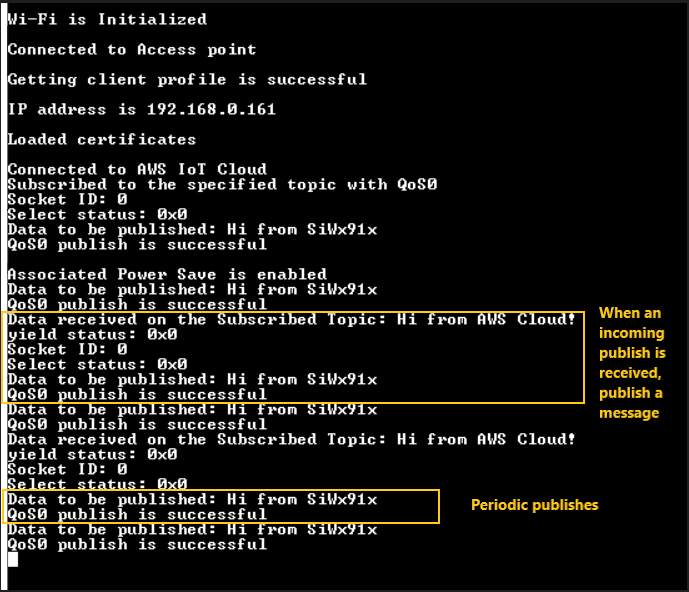 Wi-Fi is Initialized
Connected to Access point
Getting client profile is successful
IP address is 192.168.0.161
Loaded certificates
Connected to AWS IoT Cloud
Subscribed to the specified topic with QoS0
Socket ID: 0
Select status: 0x0
Data to be published: Hi from SiWx91x
QoS0 publish is successful
Associated Power Save is enabled
Data to be published: Hi from SiWx91x
QoS0 publish is successful
Data received on the Subscribed Topic: Hi from AWS Cloud!
yield status: 0x0
Socket ID: 0
Select status: 0x0
Data to be published: Hi from SiWx91x
QoS0 publish is successful
When an
incoming
publish is
received,
publish a
message
Data to be published: Hi from SiWx91x
QoS0 publish is successful
Data received on the Subscribed Topic: Hi from AWS Cloud!
yield status: 0x0
Socket ID: 0
Select status: 0x0
Data to be published: Hi from SiWx91x
QoS0 publish is successful
Periodic publishes
Data to be published: Hi from SiWx91x
QoS0 publish is successful